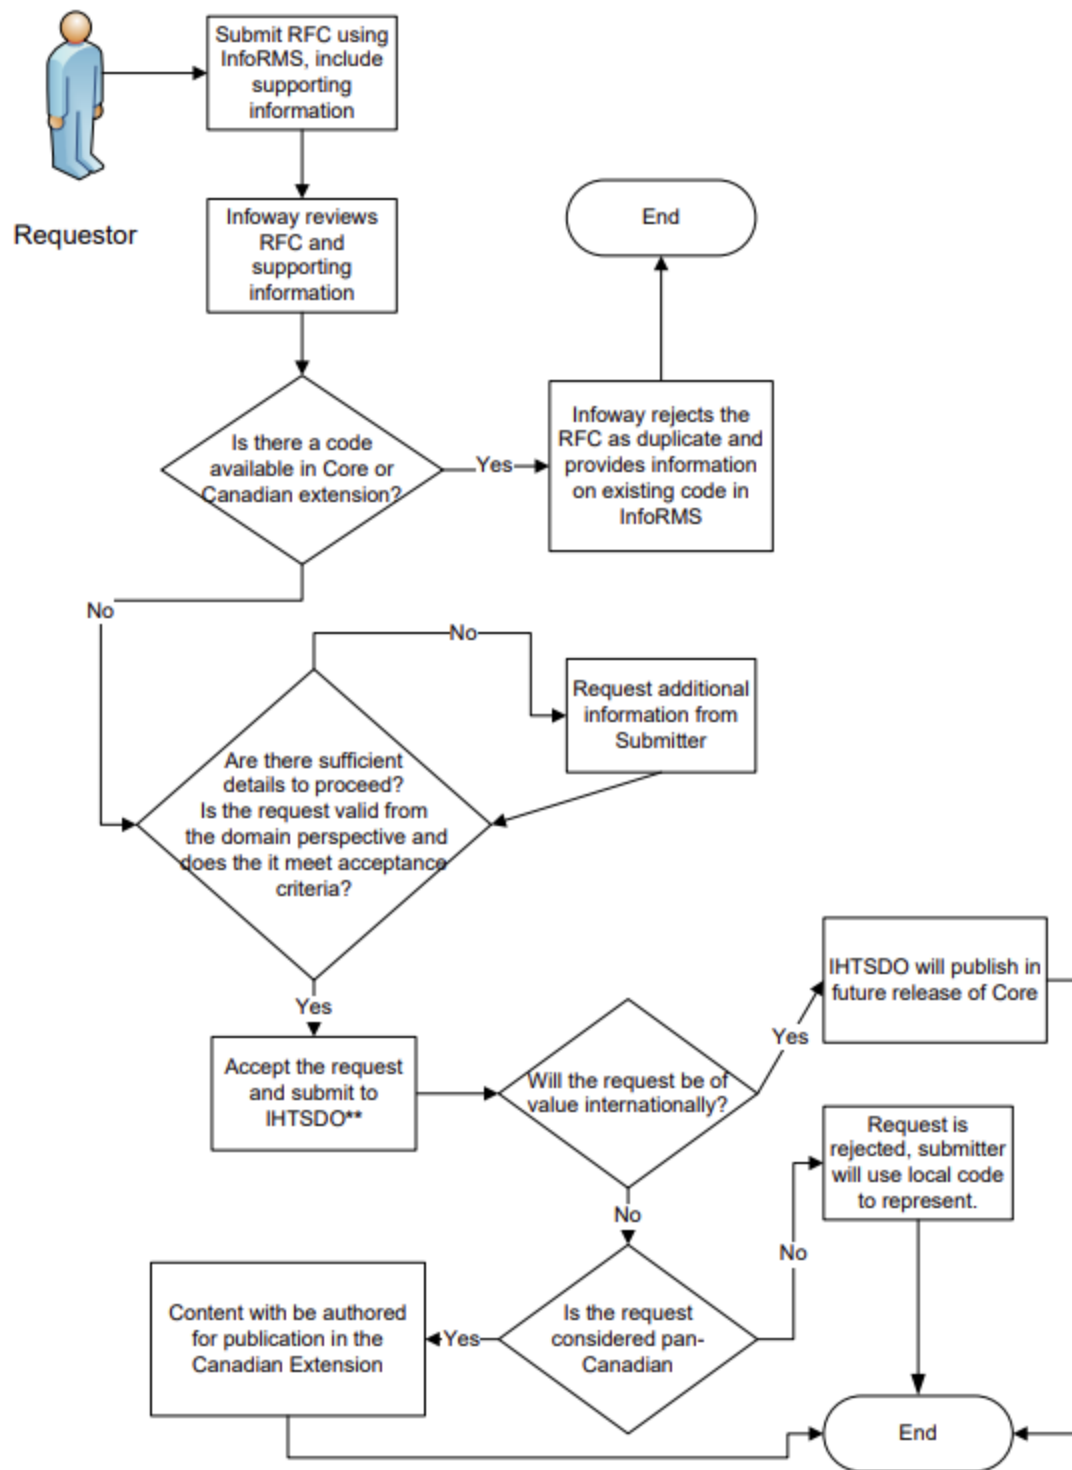 Submit RFC using
InfoRMS, include
supporting
information
Requestor
Infoway reviews
RFC and
supporting
information
End
Is there a code
available in Core or
Canadian extension?
Yes
Infoway rejects the
RFC as duplicate and
provides information
on existing code in
InfoRMS
No
No
Request additional
information from
Submitter
Are there sufficient
details to proceed?
Is the request valid from
the domain perspective and
does the it meet acceptance
criteria?
Yes
Accept the request
and submit to
IHTSDO**
Will the request be of
value internationally?
Yes
IHTSDO will publish in
future release of Core
No
Request is
rejected, submitter
will use local code
to represent.
No
Is the request
considered pan-
Canadian
Yes
Content with be authored
for publication in the
Canadian Extension
End